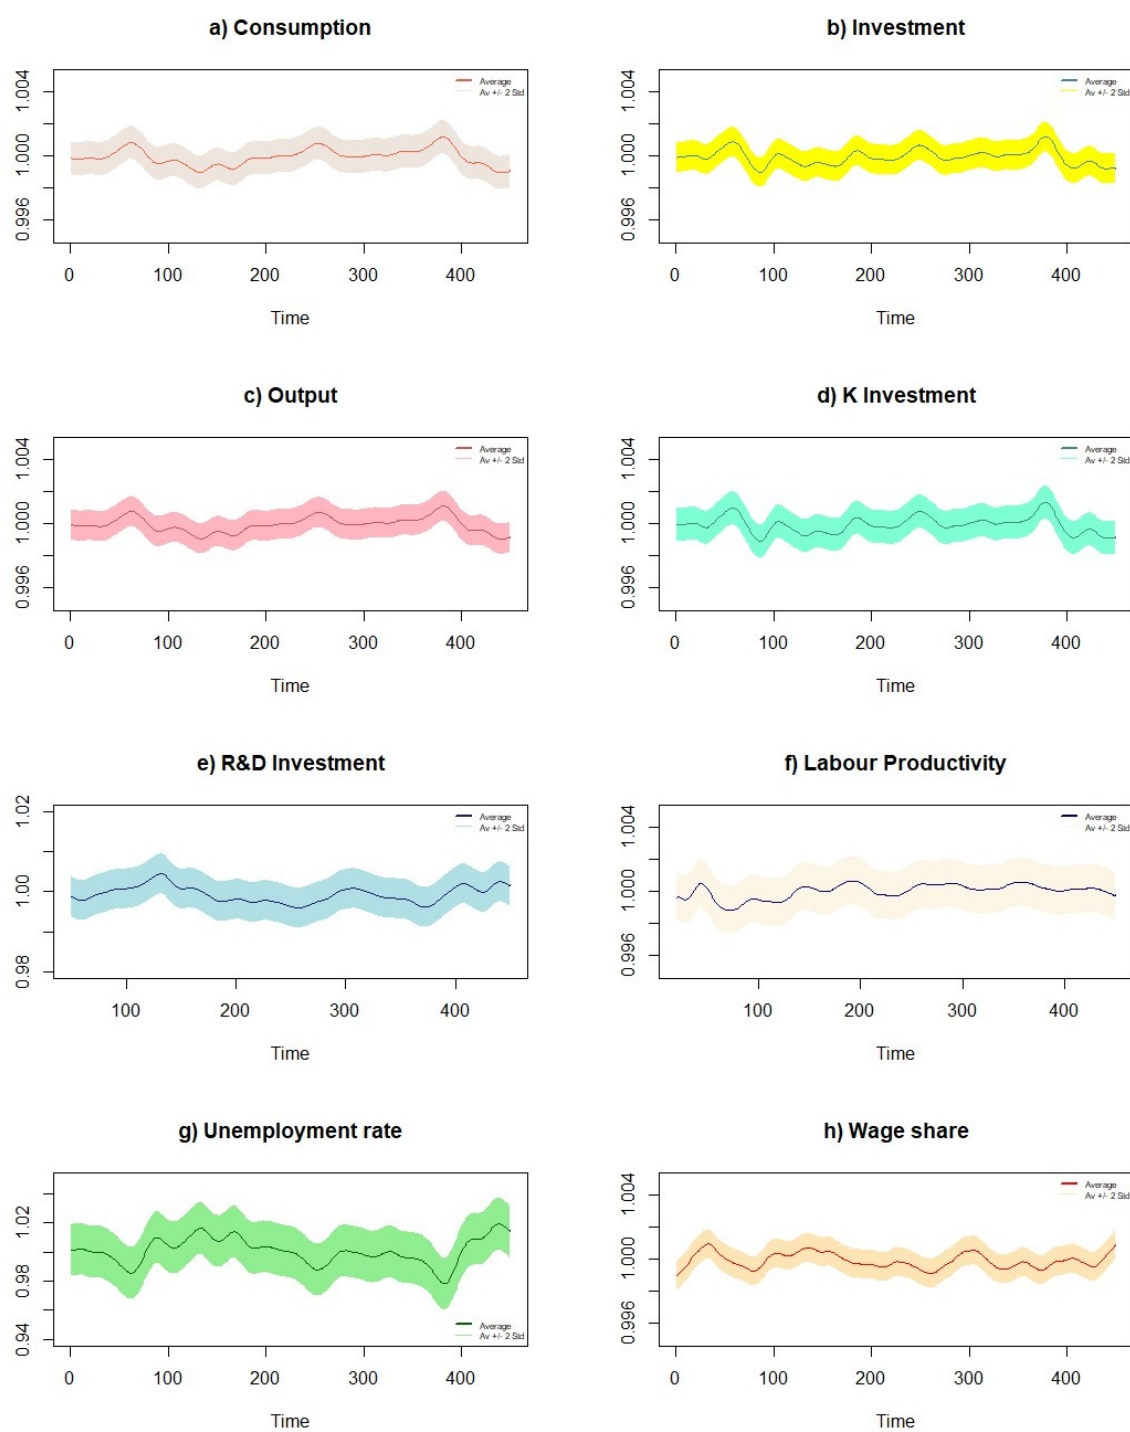 a) Consumption
1.004
1.000
0.996
Average
Av +/- 2 Std
0 100 200 300 400
Time
b) Investment
1.004
1.000
0.996
Average
Av +/- 2 Std
0 100 200 300 400
Time
c) Output
1.004
1.000
0.996
Average
Av +/- 2 Std
0 100 200 300 400
Time
d) K Investment
1.004
1.000
0.996
Average
Av +/- 2 Std
0 100 200 300 400
Time
e) R&D Investment
1.02
1.00
0.98
Average
Av +/- 2 Std
100 200 300 400
Time
f) Labour Productivity
1.004
1.000
0.996
Average
Av +/- 2 Std
100 200 300 400
Time
g) Unemployment rate
1.02
0.98
0.94
Average
Av +/- 2 Std
0 100 200 300 400
Time
h) Wage share
1.004
1.000
0.996
Average
Av +/- 2 Std
0 100 200 300 400
Time